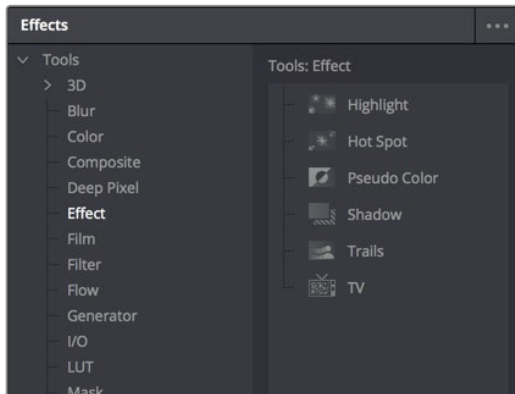 Effects
Tools
3D
Blur
Color
Composite
Deep Pixel
Effect
Film
Filter
Flow
Generator
I/O
LUT
Mask
Tools: Effect
Highlight
Hot Spot
Pseudo Color
Shadow
Trails
TV